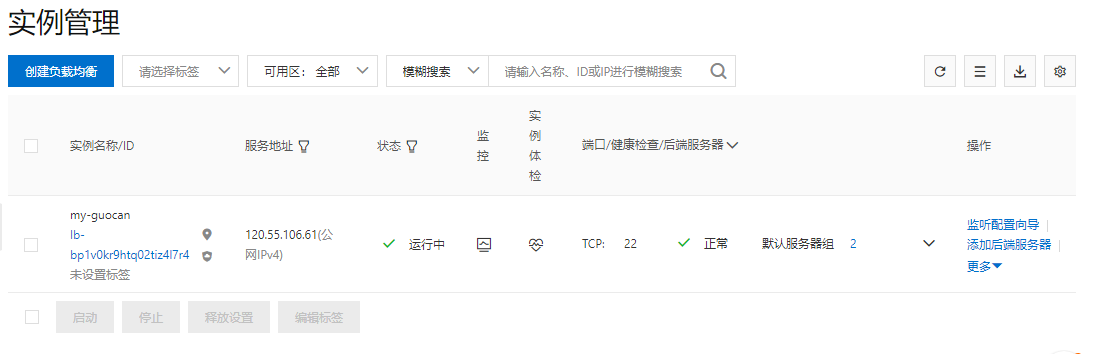 实例管理
创建负载均衡 请选择标签 可用区： 全部 模糊搜索 请输入名称、ID或IP进行模糊搜索
实例名称/ID 服务地址 状态 监控 实例体检 端口/健康检查/后端服务器 操作
my-guocan
lb-
bp1v0kr9htq02tiz4l7r4
未设置标签
120.55.106.61(公
网IPv4)
运行中
TCP: 22 正常 默认服务器组 2
监听配置向导
添加后端服务器
更多
启动 停止 释放设置 编辑标签